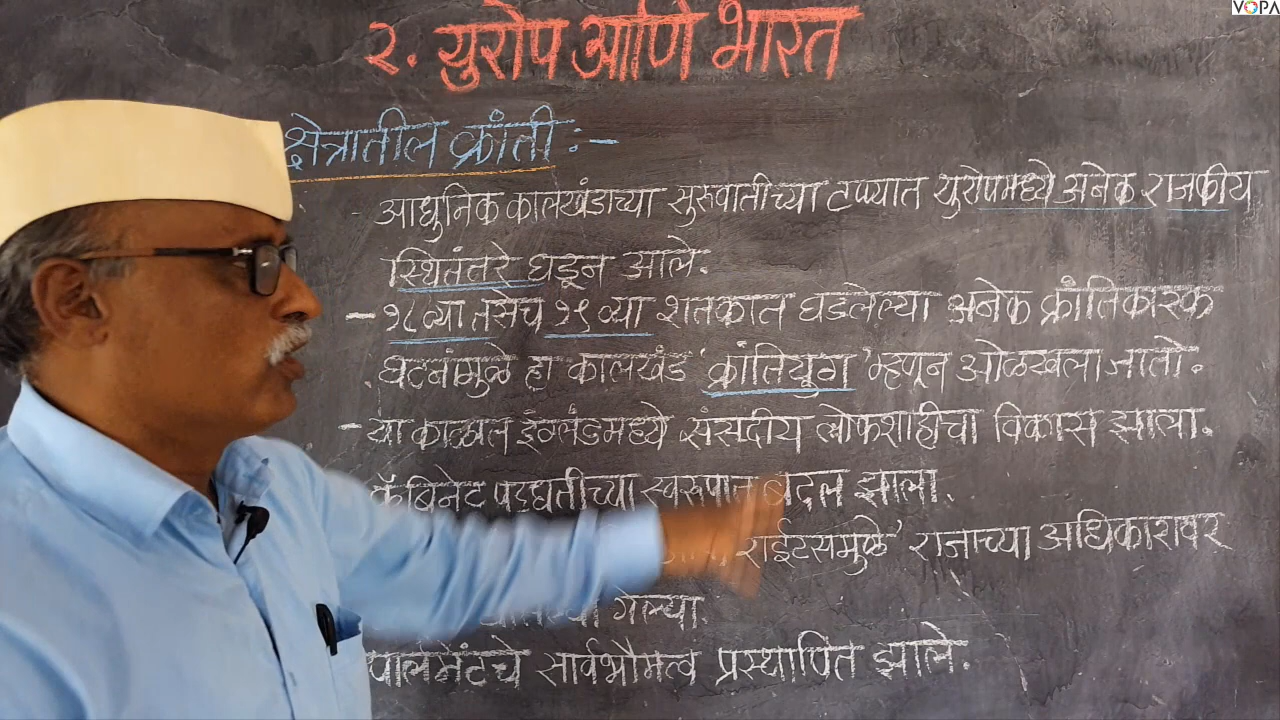 VOPA
२. युरोप आणि भारत
क्षेत्रातील क्रांती :-
- आधुनिक कालखंडाच्या सुरुवातीच्या टप्प्यात युरोपमध्ये अनेक राजकीय
स्थितंतरे घडून आले.
- १८ व्या तसेच १९ व्या शतकात घडलेल्या अनेक क्रांतिकारक
घटनांमुळे हा कालखंड 'क्रांतियुग' म्हणून ओळखला जातो.
- या काळात इंग्लंडमध्ये संसदीय लोकशाहीचा विकास झाला.
कॅबिनेट पद्धतीच्या स्वरूपात बदल झाला.
राईट्समुळे' राजाच्या अधिकारावर
गेल्या.
पार्लमेंटचे सार्वभौमत्व प्रस्थापित झाले.